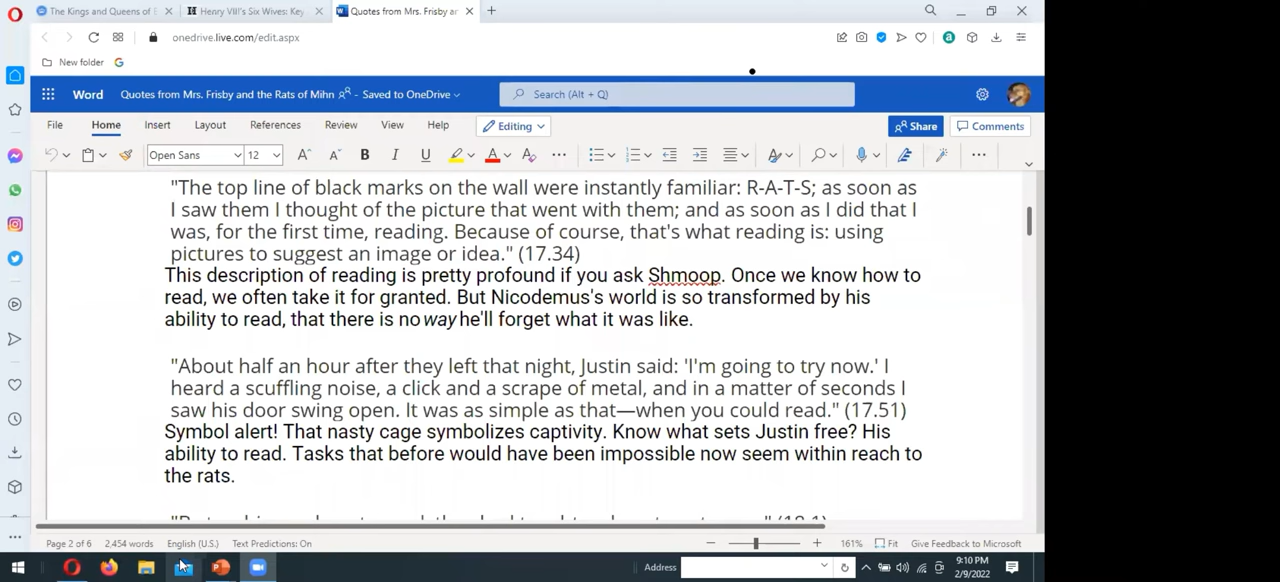 The Kings and Queens of E
Henry VIII's Six Wives: Key
Quotes from Mrs. Frisby ar
onedrive.live.com/edit.aspx
New folder
Word
Quotes from Mrs. Frisby and the Rats of Mihn - Saved to OneDrive
Search (Alt + Q)
File
Home
Insert
Layout
References
Review
View
Help
Editing
Share
Comments
Open Sans
12
"The top line of black marks on the wall were instantly familiar: R-A-T-S; as soon as
I saw them I thought of the picture that went with them; and as soon as I did that I
was, for the first time, reading. Because of course, that's what reading is: using
pictures to suggest an image or idea." (17.34)
This description of reading is pretty profound if you ask Shmoop. Once we know how to
read, we often take it for granted. But Nicodemus's world is so transformed by his
ability to read, that there is no way he'll forget what it was like.
"About half an hour after they left that night, Justin said: 'I'm going to try now.' I
heard a scuffling noise, a click and a scrape of metal, and in a matter of seconds I
saw his door swing open. It was as simple as that—when you could read." (17.51)
Symbol alert! That nasty cage symbolizes captivity. Know what sets Justin free? His
ability to read. Tasks that before would have been impossible now seem within reach to
the rats.
Page 2 of 6
2,454 words
English (U.S.)
Text Predictions: On
161%
Fit
Give Feedback to Microsoft
Address
9:10 PM
2/9/2022